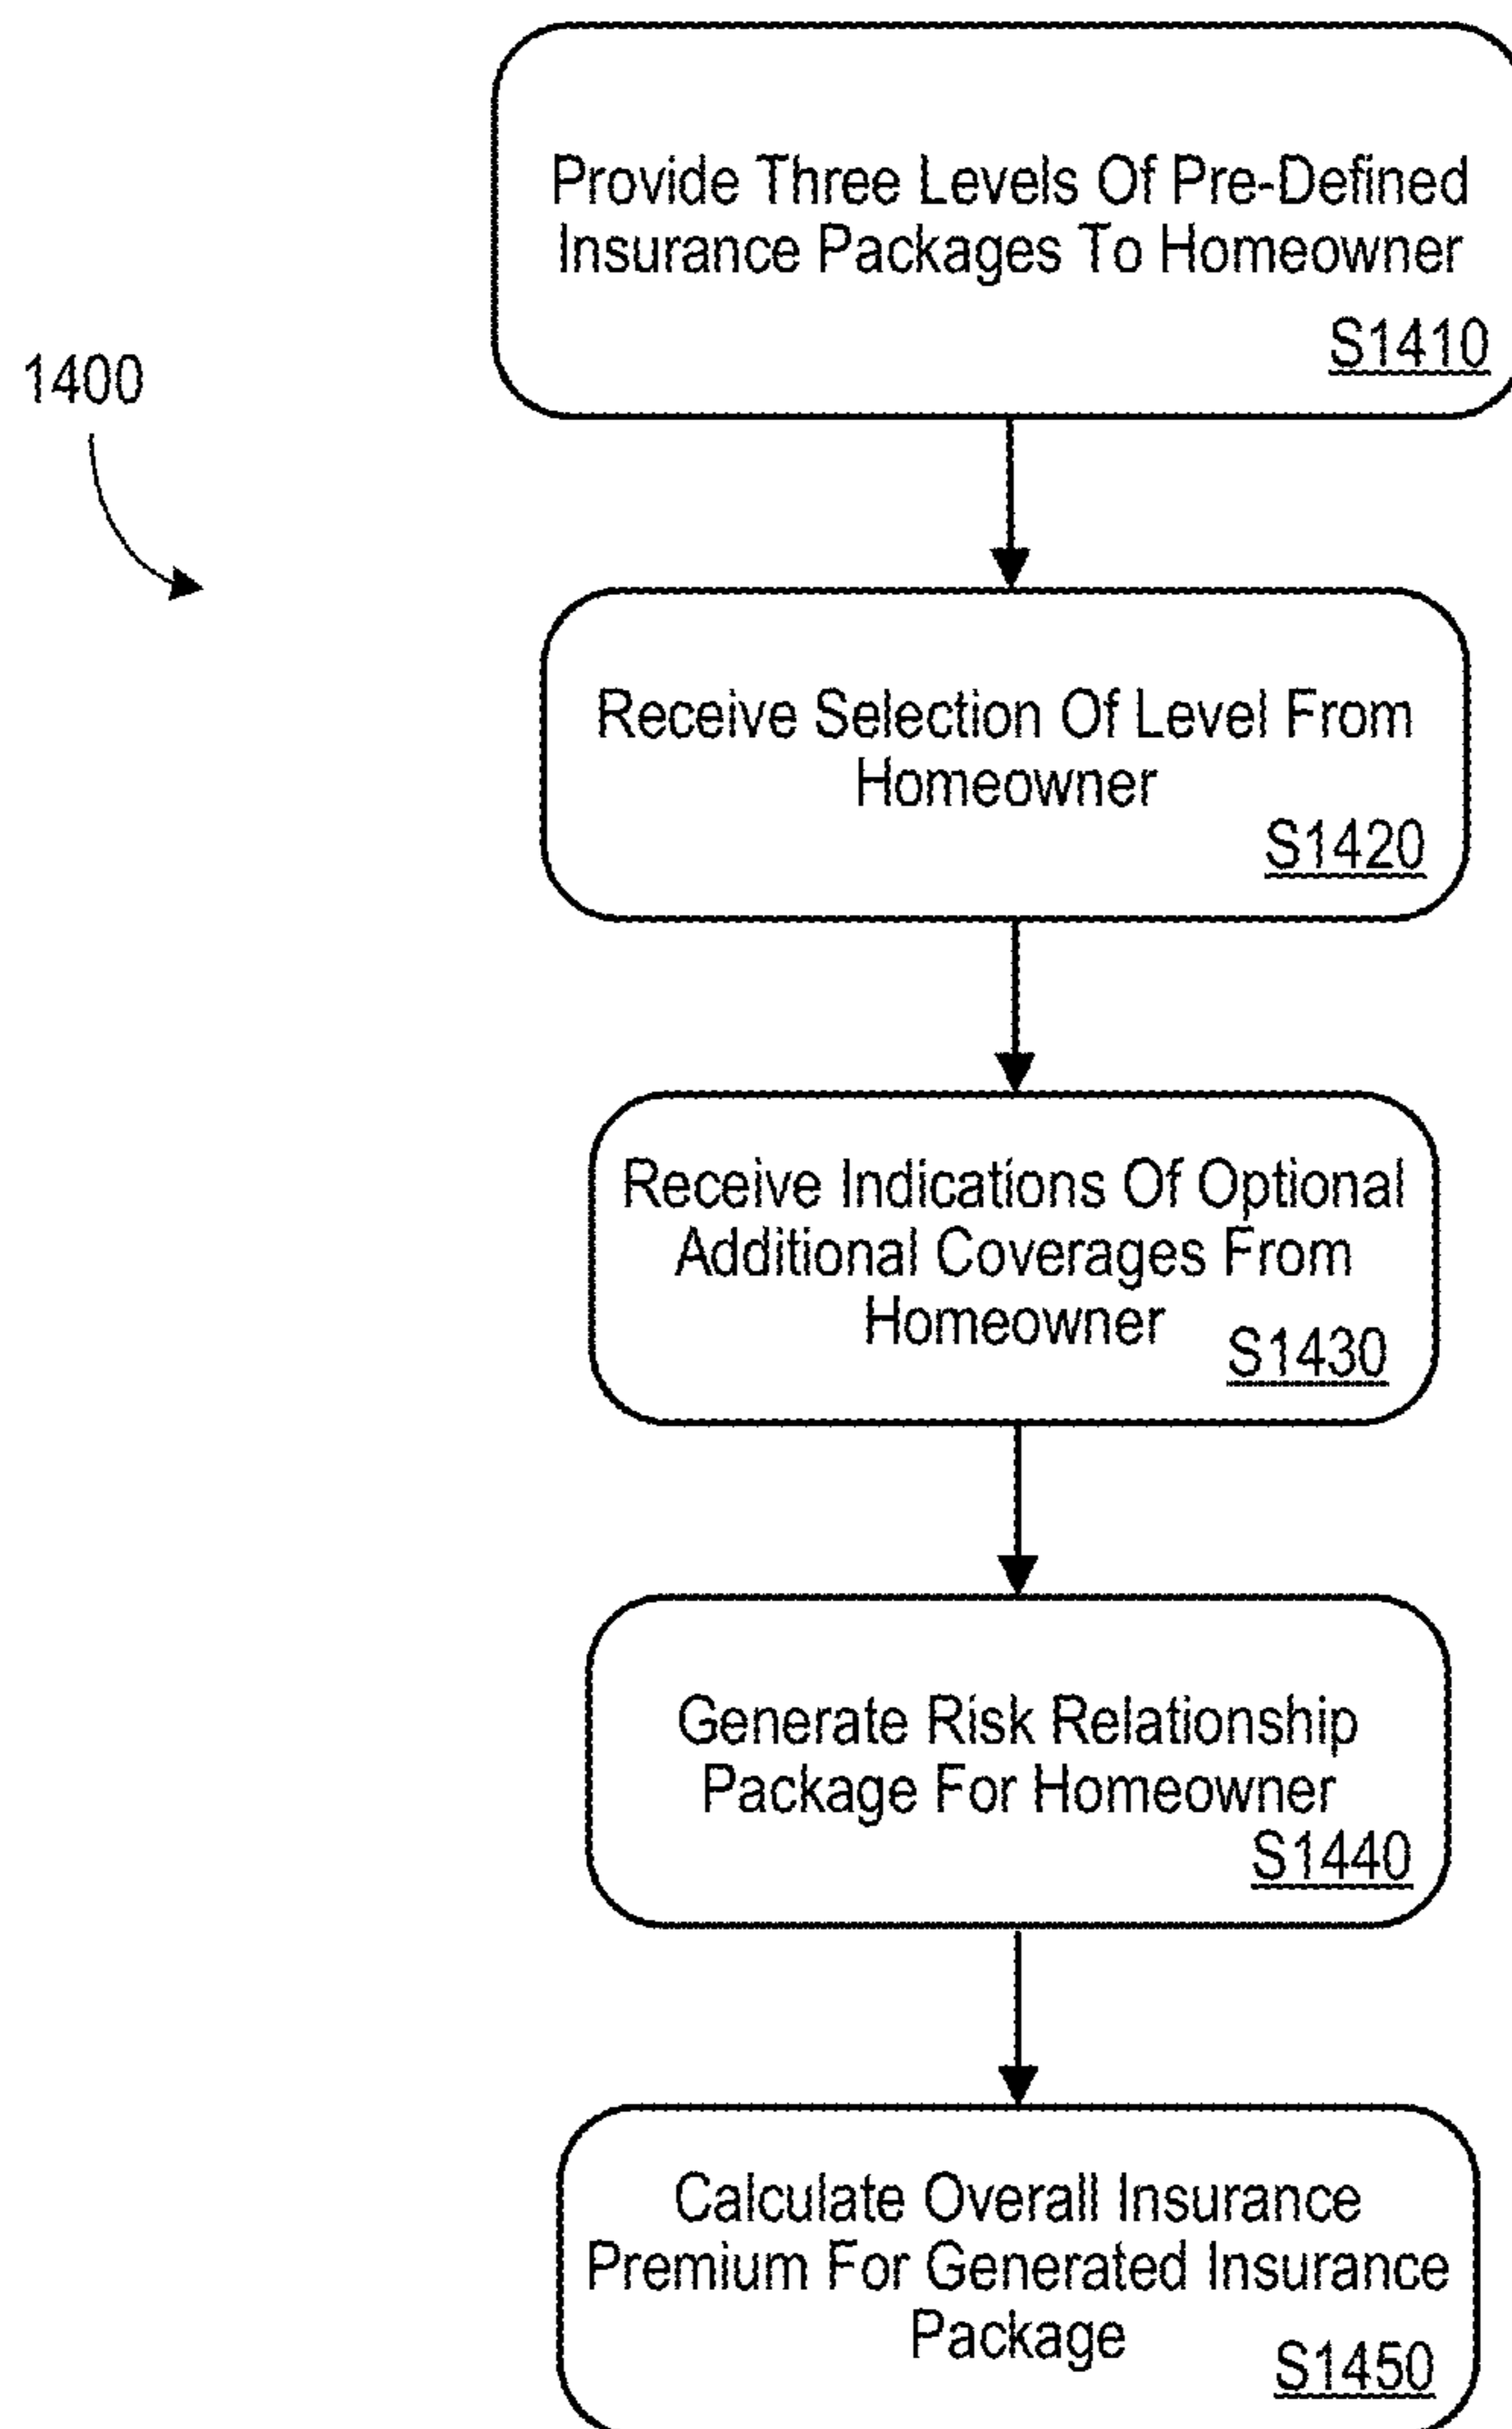 Provide Three Levels Of Pre-Defined
Insurance Packages To Homeowner
S1410
1400
Receive Selection Of Level From
Homeowner
S1420
Receive Indications Of Optional
Additional Coverages From
Homeowner
S1430
Generate Risk Relationship
Package For Homeowner
S1440
Calculate Overall Insurance
Premium For Generated Insurance
Package
S1450